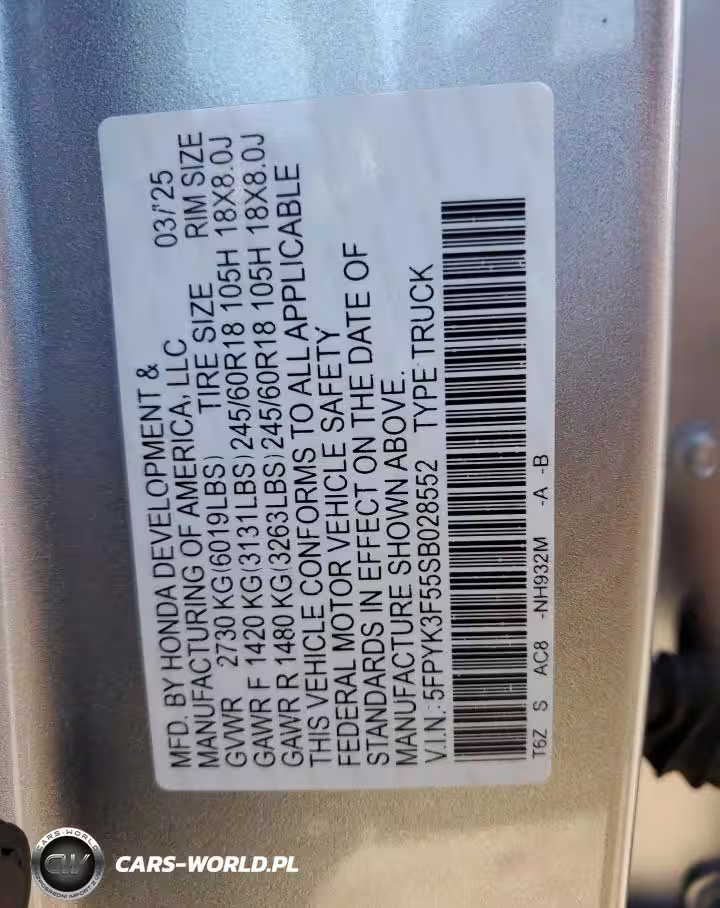 MFD. BY HONDA DEVELOPMENT &
MANUFACTURING OF AMERICA, LLC 03/'25
GVWR 2730 KG(6019LBS) TIRE SIZE RIM SIZE
GAWR F 1420 KG(3131LBS)245/60R18 105H 18X8.0J
GAWR R 1480 KG(3263LBS)245/60R18 105H 18X8.0J
THIS VEHICLE CONFORMS TO ALL APPLICABLE
FEDERAL MOTOR VEHICLE SAFETY
STANDARDS IN EFFECT ON THE DATE OF
MANUFACTURE SHOWN ABOVE.
V.I.N.: 5FPYK3F55SB028552 TYPE:TRUCK
T6Z S AC8 -NH932M -A -B
CARS-WORLD
CW
CARS-WORLD.PL